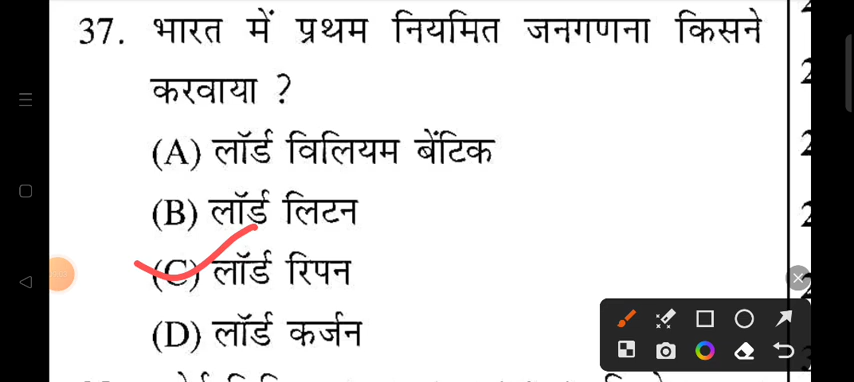 37. भारत में प्रथम नियमित जनगणना किसने
करवाया ?
(A) लॉर्ड विलियम बेंटिक
(B) लॉर्ड लिटन
(C) लॉर्ड रिपन
(D) लॉर्ड कर्जन